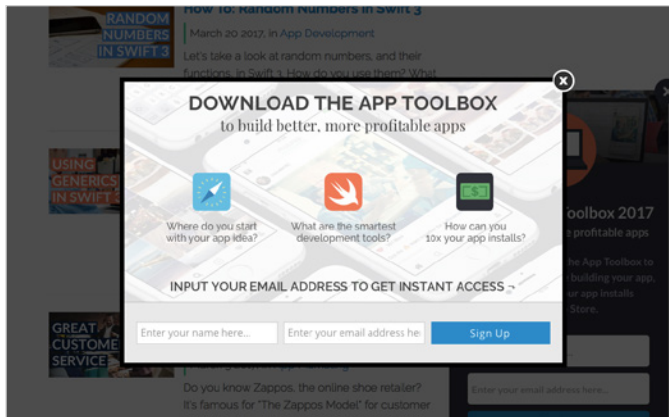 How To: Random Numbers in Swift 3
RANDOM
NUMBERS
IN SWIFT 3
March 20 2017, in App Development
Let's take a look at random numbers, and their
functions, in Swift 3. How do you use them? What
DOWNLOAD THE APP TOOLBOX
to build better, more profitable apps
Where do you start
with your app idea?
What are the smartest
development tools?
How can you
10x your app installs?
INPUT YOUR EMAIL ADDRESS TO GET INSTANT ACCESS ¬
Enter your name here...
Enter your email address he
Sign Up
USING
GENERICS
IN SWIFT 3
Toolbox 2017
profitable apps
he App Toolbox to
building your app,
ur app installs
Store.
Enter your email address here...
GREAT
CUSTOME
SERVICE
Do you know Zappos, the online shoe retailer?
It's famous for "The Zappos Model" for customer